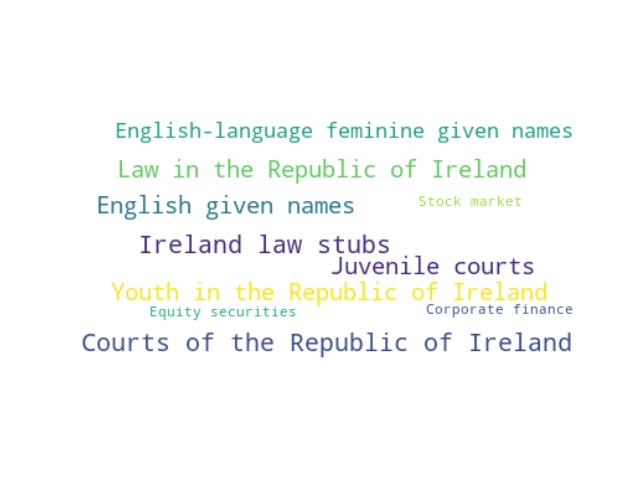 English-language feminine given names
Law in the Republic of Ireland
English given names
Stock market
Ireland law stubs
Juvenile courts
Youth in the Republic of Ireland
Equity securities
Corporate finance
Courts of the Republic of Ireland